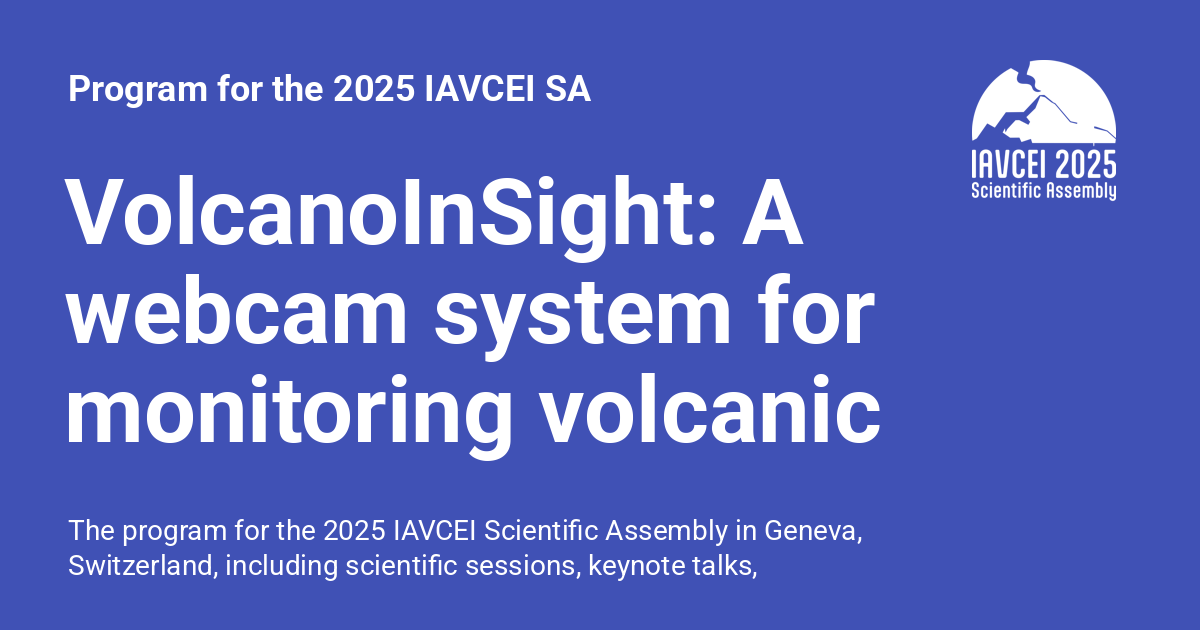 Program for the 2025 IAVCEI SA
IAVCEI 2025
Scientific Assembly
VolcanoInSight: A
webcam system for
monitoring volcanic
The program for the 2025 IAVCEI Scientific Assembly in Geneva,
Switzerland, including scientific sessions, keynote talks,